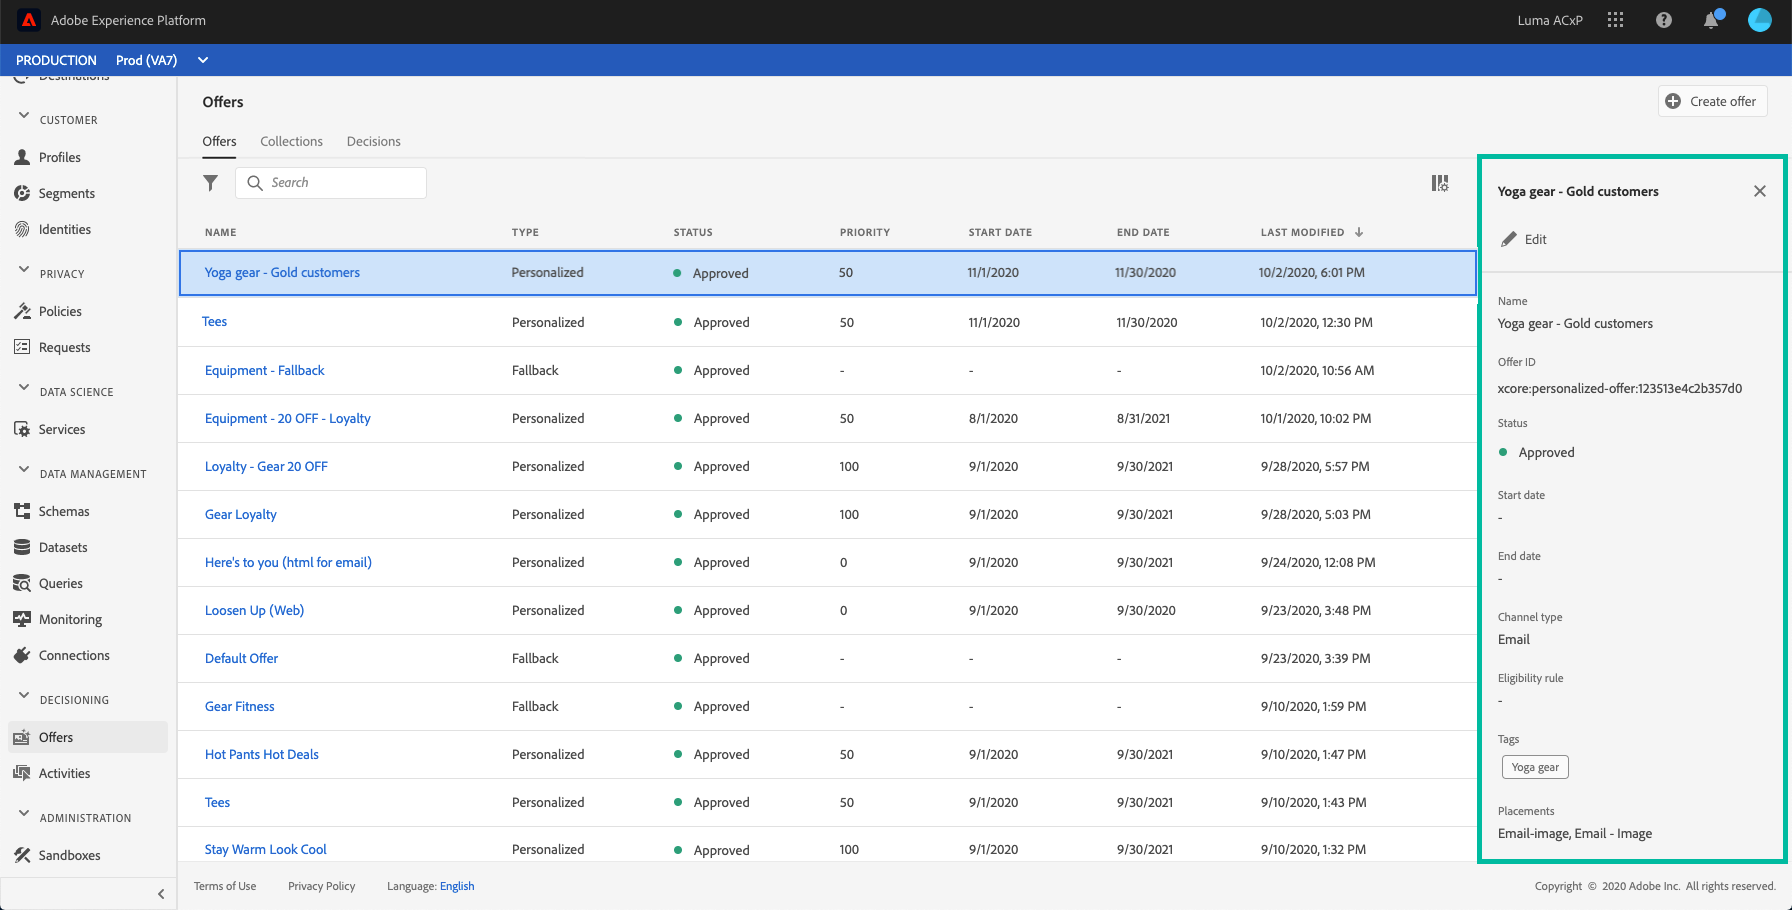 Adobe Experience Platform
Luma ACxP
PRODUCTION Prod (VA7)
Destinations
CUSTOMER
Profiles
Segments
Identities
PRIVACY
Policies
Requests
DATA SCIENCE
Services
DATA MANAGEMENT
Schemas
Datasets
Queries
Monitoring
Connections
DECISIONING
Offers
Activities
ADMINISTRATION
Sandboxes
Offers
Create offer
Offers Collections Decisions
Search
NAME TYPE STATUS PRIORITY START DATE END DATE LAST MODIFIED
Yoga gear - Gold customers Personalized Approved 50 11/1/2020 11/30/2020 10/2/2020, 6:01 PM
Tees Personalized Approved 50 11/1/2020 11/30/2020 10/2/2020, 12:30 PM
Equipment - Fallback Fallback Approved - - - 10/2/2020, 10:56 AM
Equipment - 20 OFF - Loyalty Personalized Approved 50 8/1/2020 8/31/2021 10/1/2020, 10:02 PM
Loyalty - Gear 20 OFF Personalized Approved 100 9/1/2020 9/30/2021 9/28/2020, 5:57 PM
Gear Loyalty Personalized Approved 100 9/1/2020 9/30/2021 9/28/2020, 5:03 PM
Here's to you (html for email) Personalized Approved 0 9/1/2020 9/30/2021 9/24/2020, 12:08 PM
Loosen Up (Web) Personalized Approved 0 9/1/2020 9/30/2020 9/23/2020, 3:48 PM
Default Offer Fallback Approved - - - 9/23/2020, 3:39 PM
Gear Fitness Fallback Approved - - - 9/10/2020, 1:59 PM
Hot Pants Hot Deals Personalized Approved 50 9/1/2020 9/30/2021 9/10/2020, 1:47 PM
Tees Personalized Approved 50 9/1/2020 9/30/2021 9/10/2020, 1:43 PM
Stay Warm Look Cool Personalized Approved 100 9/1/2020 9/30/2021 9/10/2020, 1:32 PM
Yoga gear - Gold customers
Edit
Name
Yoga gear - Gold customers
Offer ID
xcore:personalized-offer:123513e4c2b357d0
Status
Approved
Start date
-
End date
-
Channel type
Email
Eligibility rule
-
Tags
Yoga gear
Placements
Email-image, Email - Image
Terms of Use Privacy Policy Language: English
Copyright © 2020 Adobe Inc. All rights reserved.